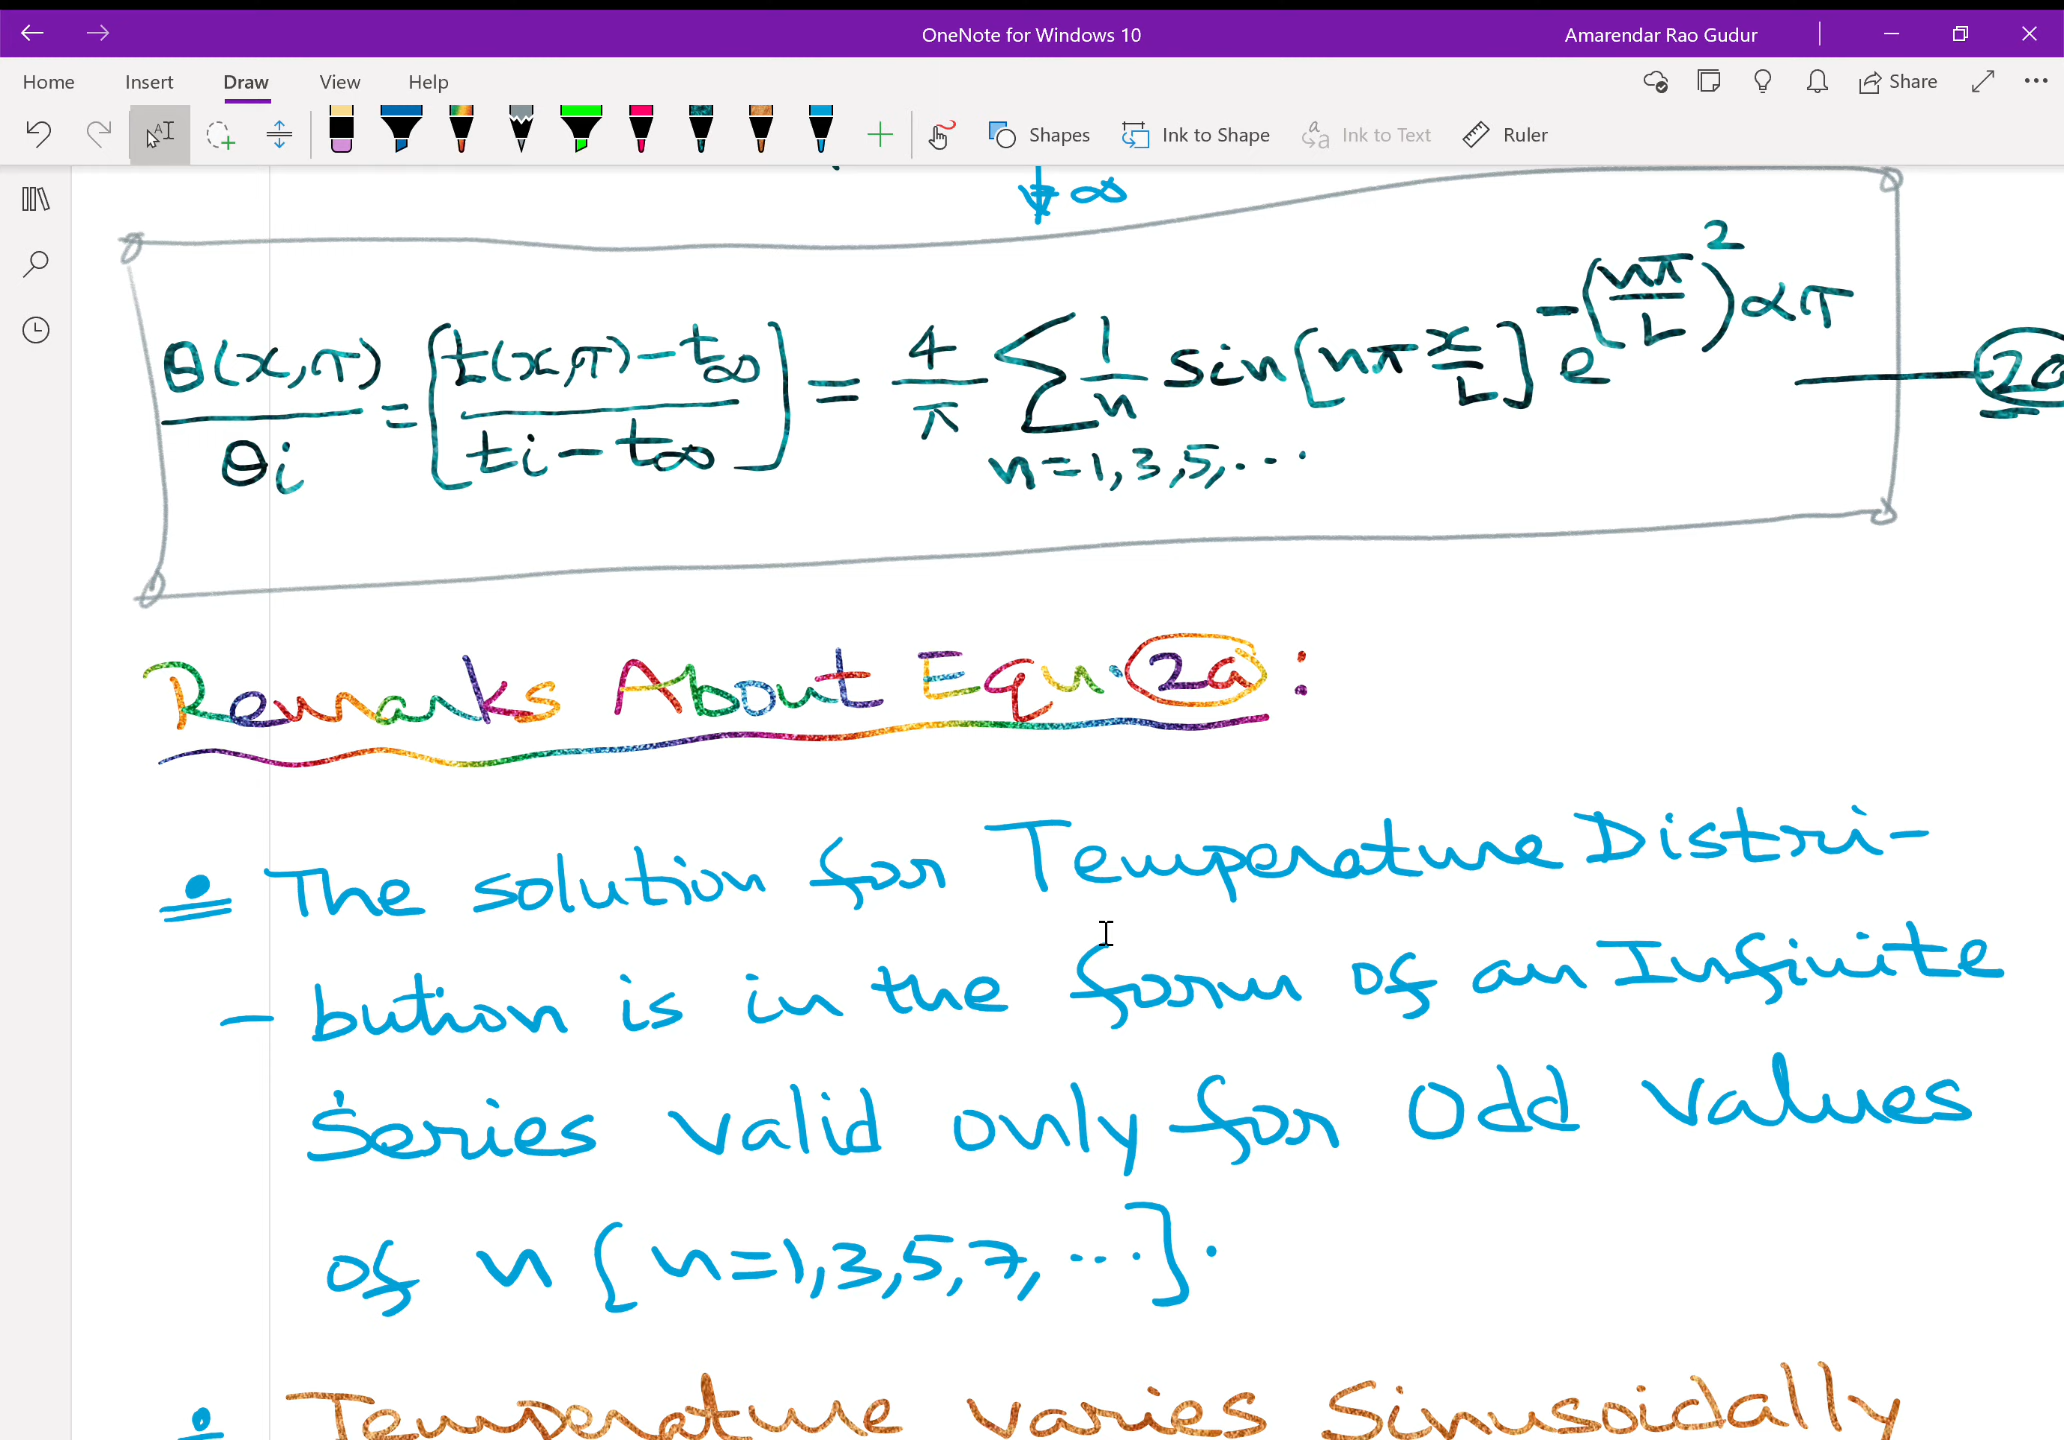 OneNote for Windows 10
Amarendar Rao Gudur
Home Insert Draw View Help
Share
Shapes Ink to Shape Ink to Text Ruler
∞
θ(x,τ)/θi = [t(x,τ)-t∞ / ti-t∞] = 4/π ∑ 1/n sin[nπ x/L] e^-(nπ/L)^2 ατ — 2a
n=1,3,5,...
Remarks About Equ. 2a :
The solution for Temperature Distri-
- bution is in the form of an Infinite
Series valid only for Odd values
of n [n=1,3,5,7, ...].
Temperature varies Sinusoidally